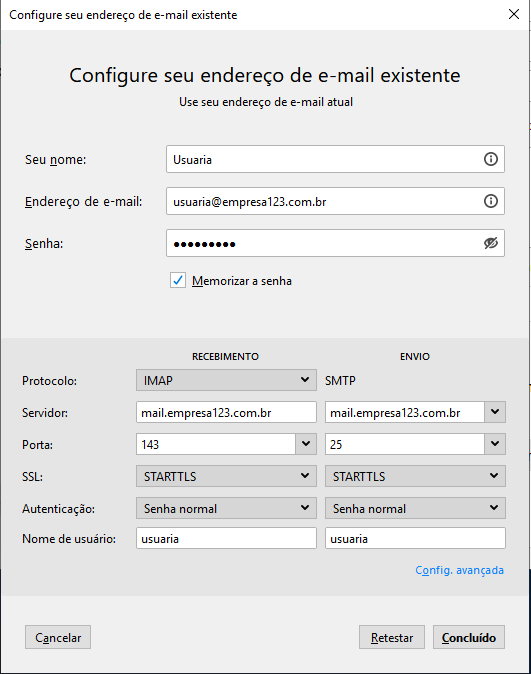 Configure seu endereço de e-mail existente
Configure seu endereço de e-mail existente
Use seu endereço de e-mail atual
Seu nome: Usuaria
Endereço de e-mail: usuaria@empresa123.com.br
Senha: ●●●●●●●●●
Memorizar a senha
RECEBIMENTO ENVIO
Protocolo: IMAP SMTP
Servidor: mail.empresa123.com.br mail.empresa123.com.br
Porta: 143 25
SSL: STARTTLS STARTTLS
Autenticação: Senha normal Senha normal
Nome de usuário: usuaria usuaria
Config. avançada
Cancelar Retestar Concluído